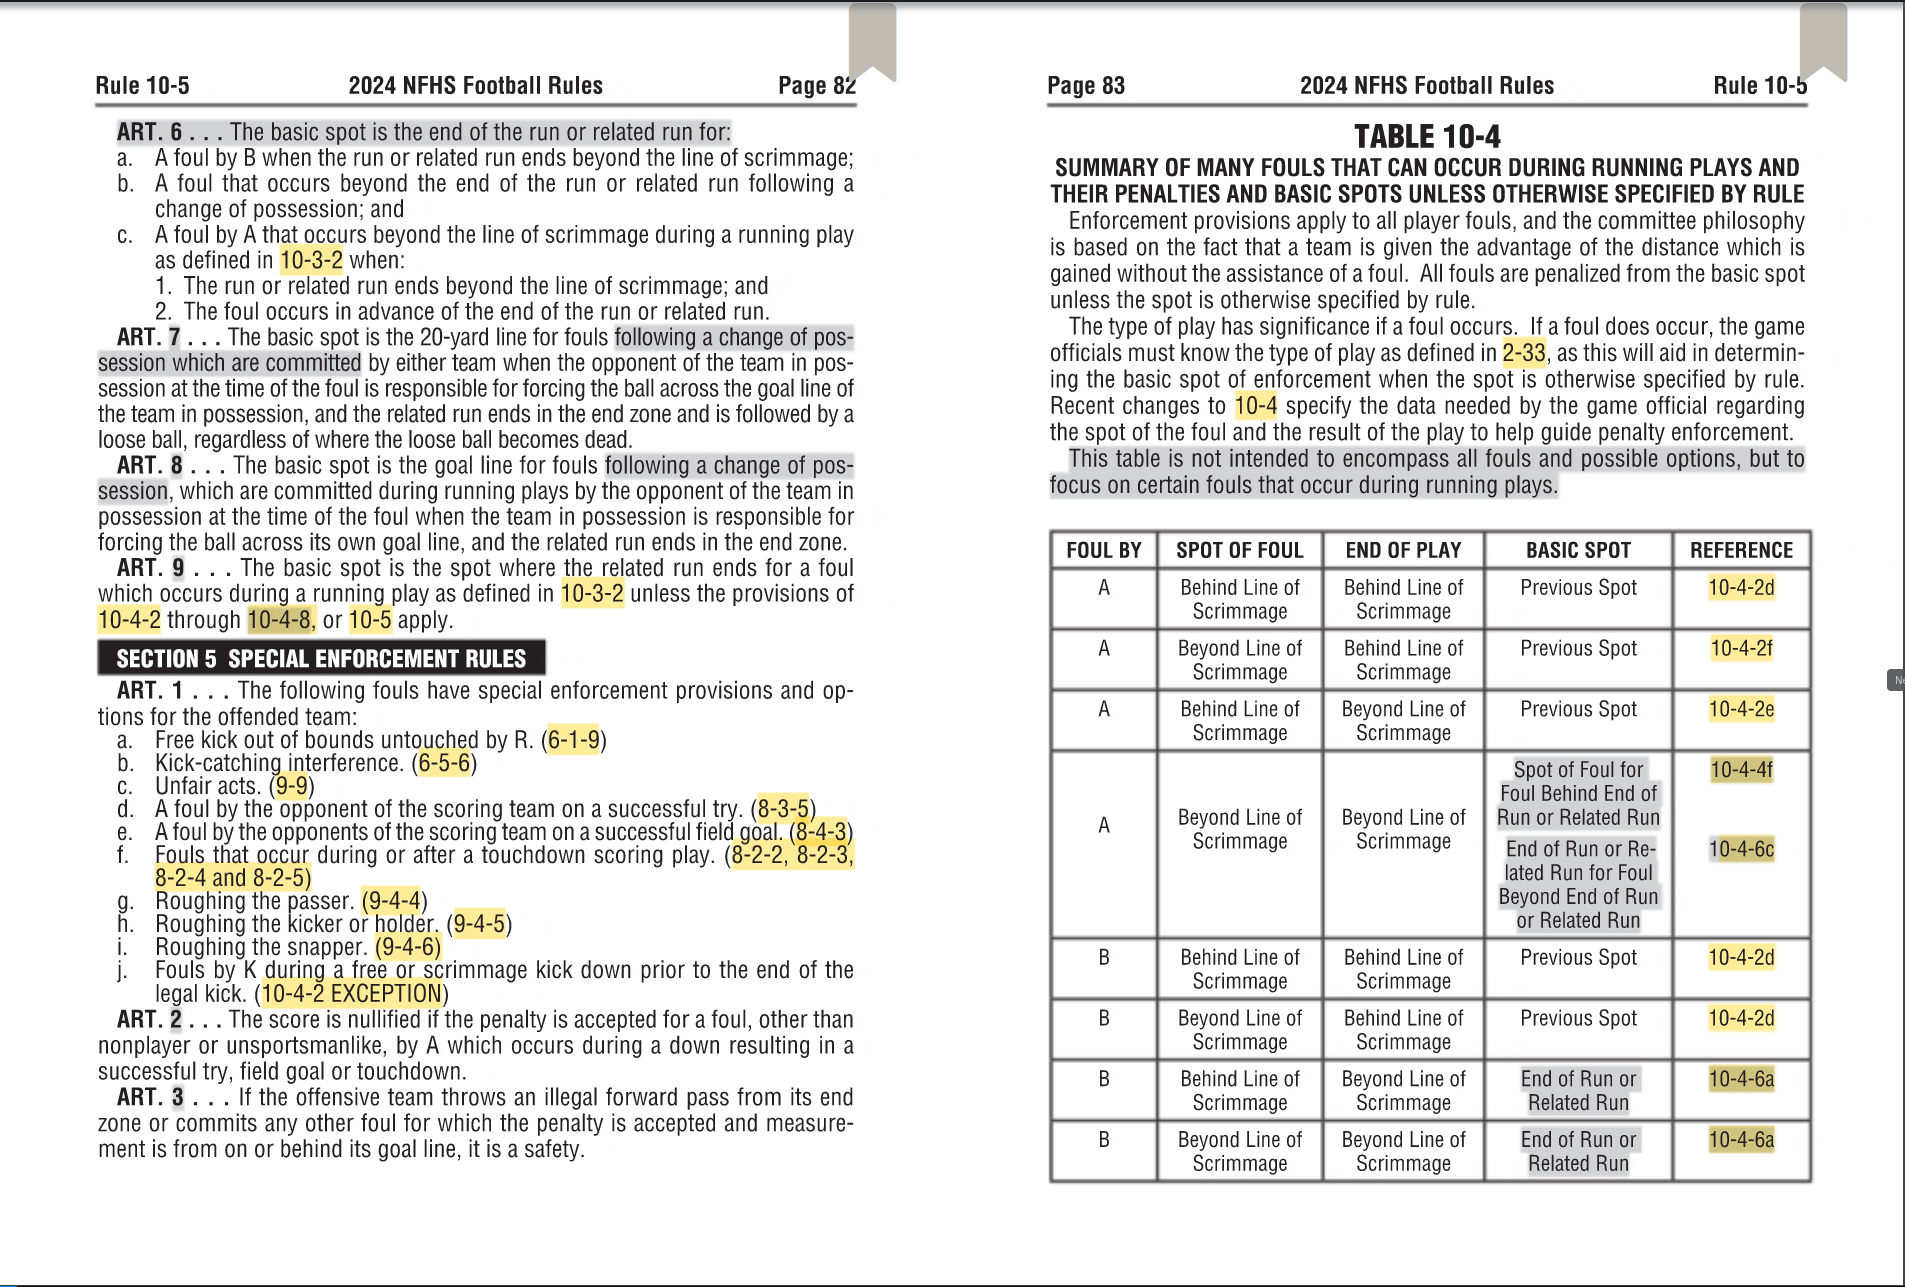 Rule 10-5 2024 NFHS Football Rules Page 82
ART. 6 . . . The basic spot is the end of the run or related run for:
a. A foul by B when the run or related run ends beyond the line of scrimmage;
b. A foul that occurs beyond the end of the run or related run following a
change of possession; and
c. A foul by A that occurs beyond the line of scrimmage during a running play
as defined in 10-3-2 when:
1. The run or related run ends beyond the line of scrimmage; and
2. The foul occurs in advance of the end of the run or related run.
ART. 7 . . . The basic spot is the 20-yard line for fouls following a change of pos-
session which are committed by either team when the opponent of the team in pos-
session at the time of the foul is responsible for forcing the ball across the goal line of
the team in possession, and the related run ends in the end zone and is followed by a
loose ball, regardless of where the loose ball becomes dead.
ART. 8 . . . The basic spot is the goal line for fouls following a change of pos-
session, which are committed during running plays by the opponent of the team in
possession at the time of the foul when the team in possession is responsible for
forcing the ball across its own goal line, and the related run ends in the end zone.
ART. 9 . . . The basic spot is the spot where the related run ends for a foul
which occurs during a running play as defined in 10-3-2 unless the provisions of
10-4-2 through 10-4-8, or 10-5 apply.
SECTION 5 SPECIAL ENFORCEMENT RULES
ART. 1 . . . The following fouls have special enforcement provisions and op-
tions for the offended team:
a. Free kick out of bounds untouched by R. (6-1-9)
b. Kick-catching interference. (6-5-6)
c. Unfair acts. (9-9)
d. A foul by the opponent of the scoring team on a successful try. (8-3-5)
e. A foul by the opponents of the scoring team on a successful field goal. (8-4-3)
f. Fouls that occur during or after a touchdown scoring play. (8-2-2, 8-2-3,
8-2-4 and 8-2-5)
g. Roughing the passer. (9-4-4)
h. Roughing the kicker or holder. (9-4-5)
i. Roughing the snapper. (9-4-6)
j. Fouls by K during a free or scrimmage kick down prior to the end of the
legal kick. (10-4-2 EXCEPTION)
ART. 2 . . . The score is nullified if the penalty is accepted for a foul, other than
nonplayer or unsportsmanlike, by A which occurs during a down resulting in a
successful try, field goal or touchdown.
ART. 3 . . . If the offensive team throws an illegal forward pass from its end
zone or commits any other foul for which the penalty is accepted and measure-
ment is from on or behind its goal line, it is a safety.
Page 83 2024 NFHS Football Rules Rule 10-5
TABLE 10-4
SUMMARY OF MANY FOULS THAT CAN OCCUR DURING RUNNING PLAYS AND
THEIR PENALTIES AND BASIC SPOTS UNLESS OTHERWISE SPECIFIED BY RULE
Enforcement provisions apply to all player fouls, and the committee philosophy
is based on the fact that a team is given the advantage of the distance which is
gained without the assistance of a foul. All fouls are penalized from the basic spot
unless the spot is otherwise specified by rule.
The type of play has significance if a foul occurs. If a foul does occur, the game
officials must know the type of play as defined in 2-33, as this will aid in determin-
ing the basic spot of enforcement when the spot is otherwise specified by rule.
Recent changes to 10-4 specify the data needed by the game official regarding
the spot of the foul and the result of the play to help guide penalty enforcement.
This table is not intended to encompass all fouls and possible options, but to
focus on certain fouls that occur during running plays.
FOUL BY SPOT OF FOUL END OF PLAY BASIC SPOT REFERENCE
A Behind Line of Behind Line of Previous Spot 10-4-2d
Scrimmage Scrimmage
A Beyond Line of Behind Line of Previous Spot 10-4-2f
Scrimmage Scrimmage
A Behind Line of Beyond Line of Previous Spot 10-4-2e
Scrimmage Scrimmage
Spot of Foul for 10-4-4f
Foul Behind End of
A Beyond Line of Beyond Line of Run or Related Run
Scrimmage Scrimmage End of Run or Re- 10-4-6c
lated Run for Foul
Beyond End of Run
or Related Run
B Behind Line of Behind Line of Previous Spot 10-4-2d
Scrimmage Scrimmage
B Beyond Line of Behind Line of Previous Spot 10-4-2d
Scrimmage Scrimmage
B Behind Line of Beyond Line of End of Run or 10-4-6a
Scrimmage Scrimmage Related Run
B Beyond Line of Beyond Line of End of Run or 10-4-6a
Scrimmage Scrimmage Related Run